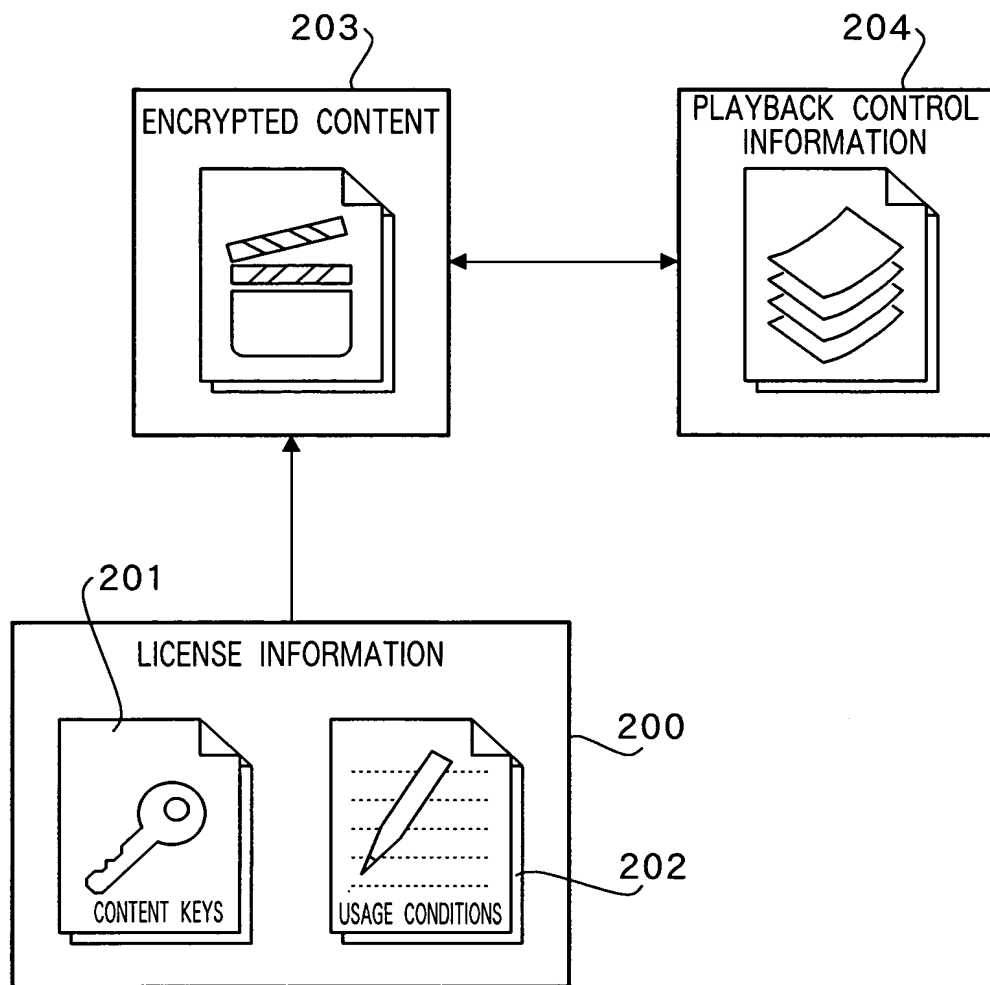 203
204
ENCRYPTED CONTENT
PLAYBACK CONTROL
INFORMATION
201
LICENSE INFORMATION
200
202
CONTENT KEYS
USAGE CONDITIONS